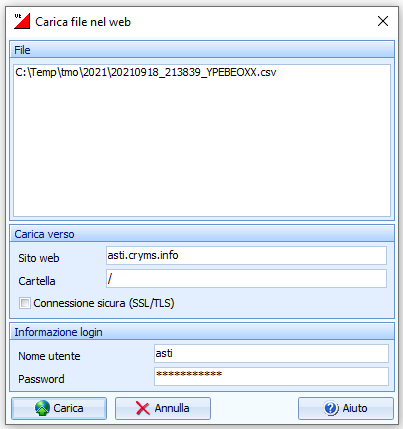 Carica file nel web
File
C:\Temp\tmo\2021\20210918_213839_YPEBEOXX.csv
Carica verso
Sito web asti.cryms.info
Cartella /
Connessione sicura (SSL/TLS)
Informazione login
Nome utente asti
Password ***********
Carica Annulla Aiuto